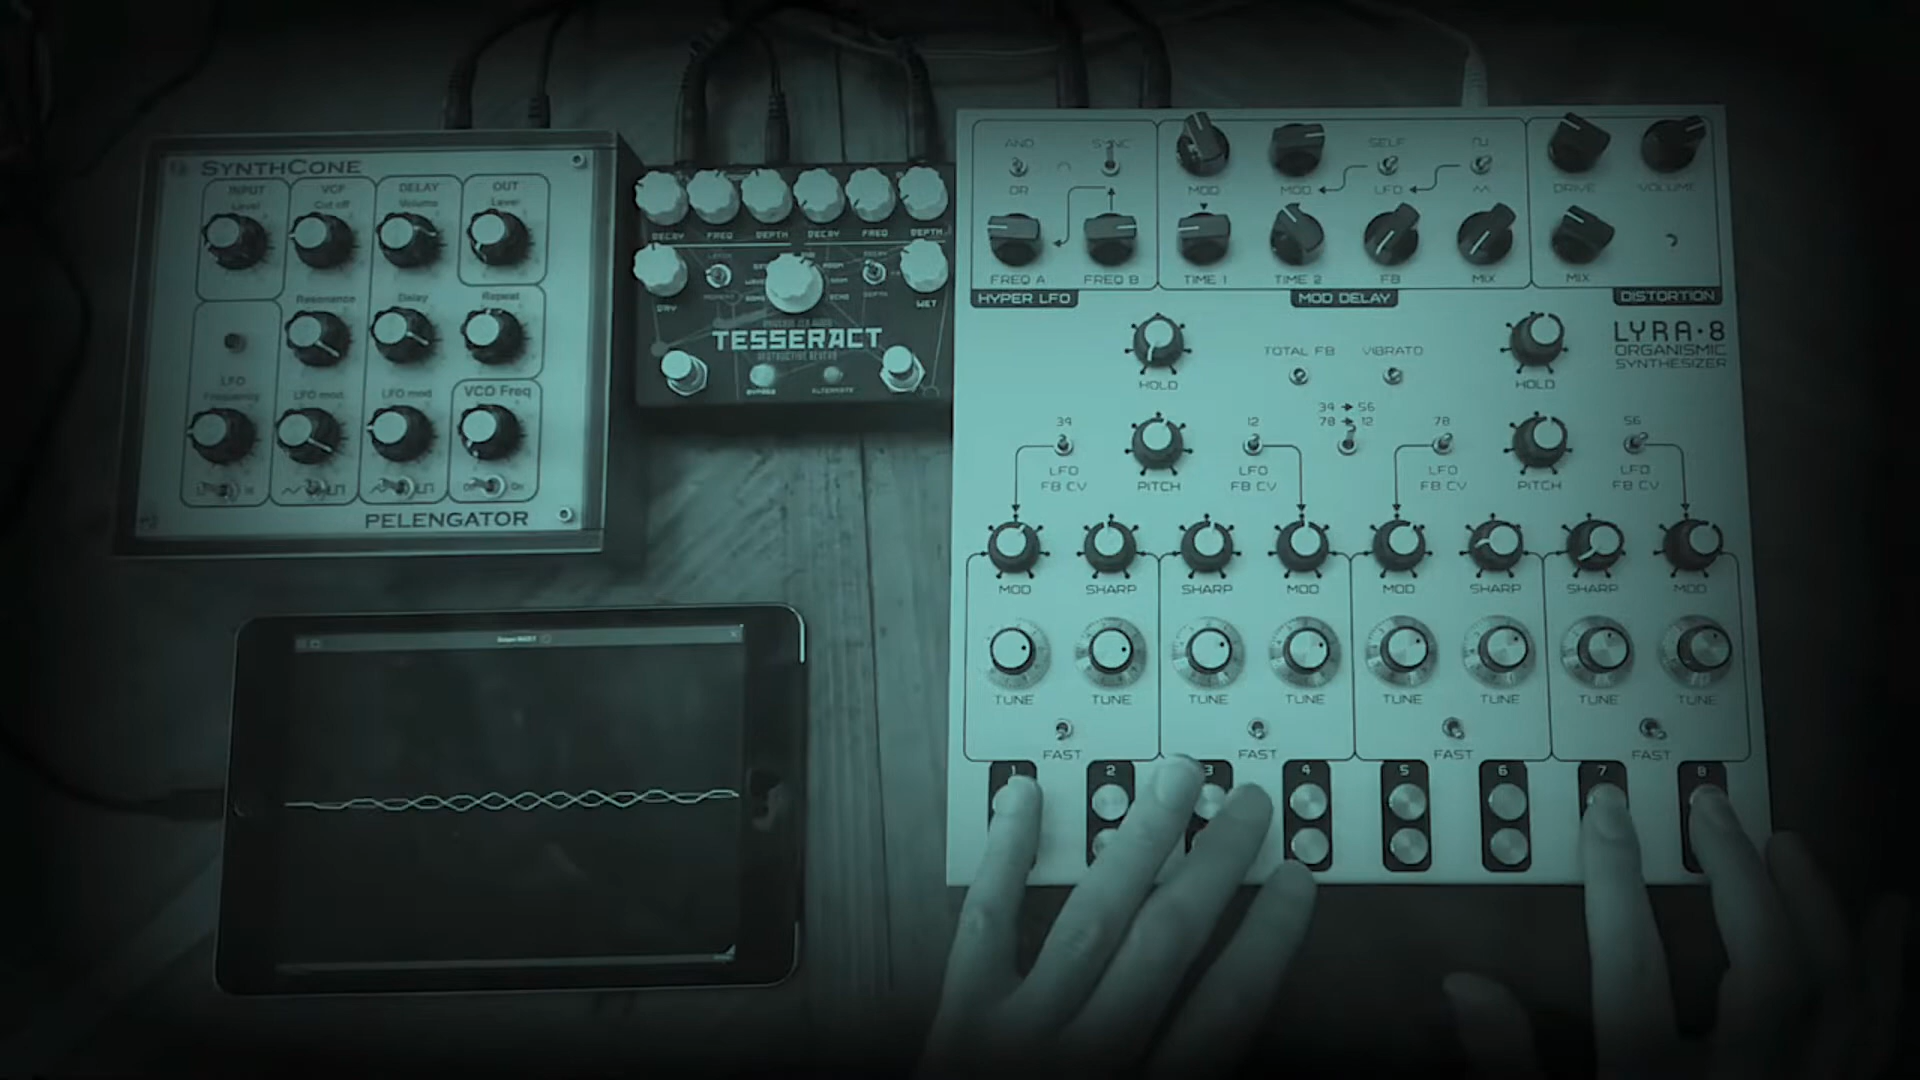 SYNTHCONE
INPUT VCF DELAY OUT
Level Cut off Volume Level
Resonance Delay Repeat
LFO
Frequency LFO mod. LFO mod VCO Freq
On
PELENGATOR
DECAY FREQ DEPTH DECAY FREQ DEPTH
DRY WET
TESSERACT
DESTRUCTIVE REVERB
BYPASS ALTERNATE
AND SYNC SELF
OR MOD MOD LFO DRIVE VOLUME
FREQ A FREQ B TIME 1 TIME 2 FB MIX MIX
HYPER LFO MOD DELAY DISTORTION
LYRA-8
ORGANISMIC
SYNTHESIZER
TOTAL FB VIBRATO
HOLD HOLD
34 → 56
78 → 12
34 12 78 56
LFO LFO LFO LFO
FB CV FB CV FB CV FB CV
PITCH PITCH
MOD SHARP SHARP MOD MOD SHARP SHARP MOD
TUNE TUNE TUNE TUNE TUNE TUNE TUNE TUNE
FAST FAST FAST FAST
1 2 3 4 5 6 7 8